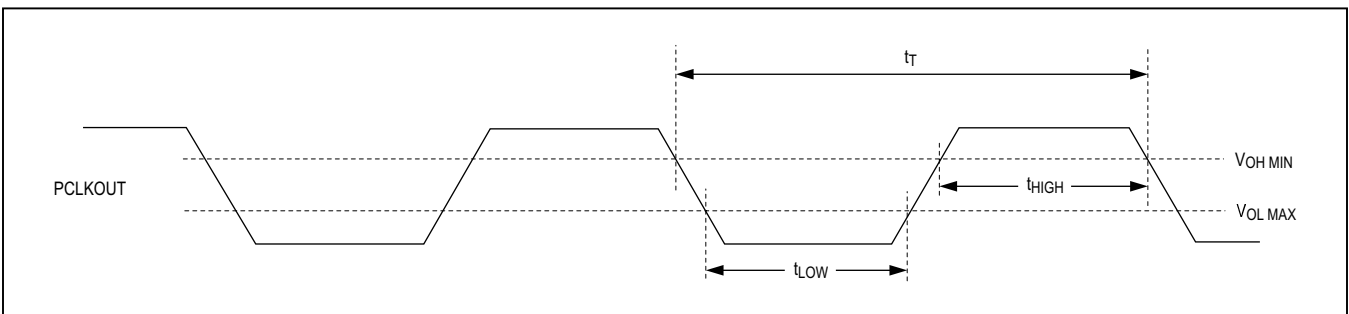 tT
VOH MIN
PCLKOUT
tHIGH
VOL MAX
tLOW